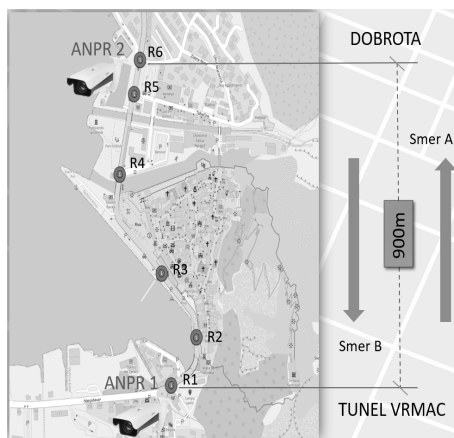 ANPR 2
R6
DOBROTA
R5
Smer A
R4
900m
R3
R2
Smer B
ANPR 1
R1
TUNEL VRMAC